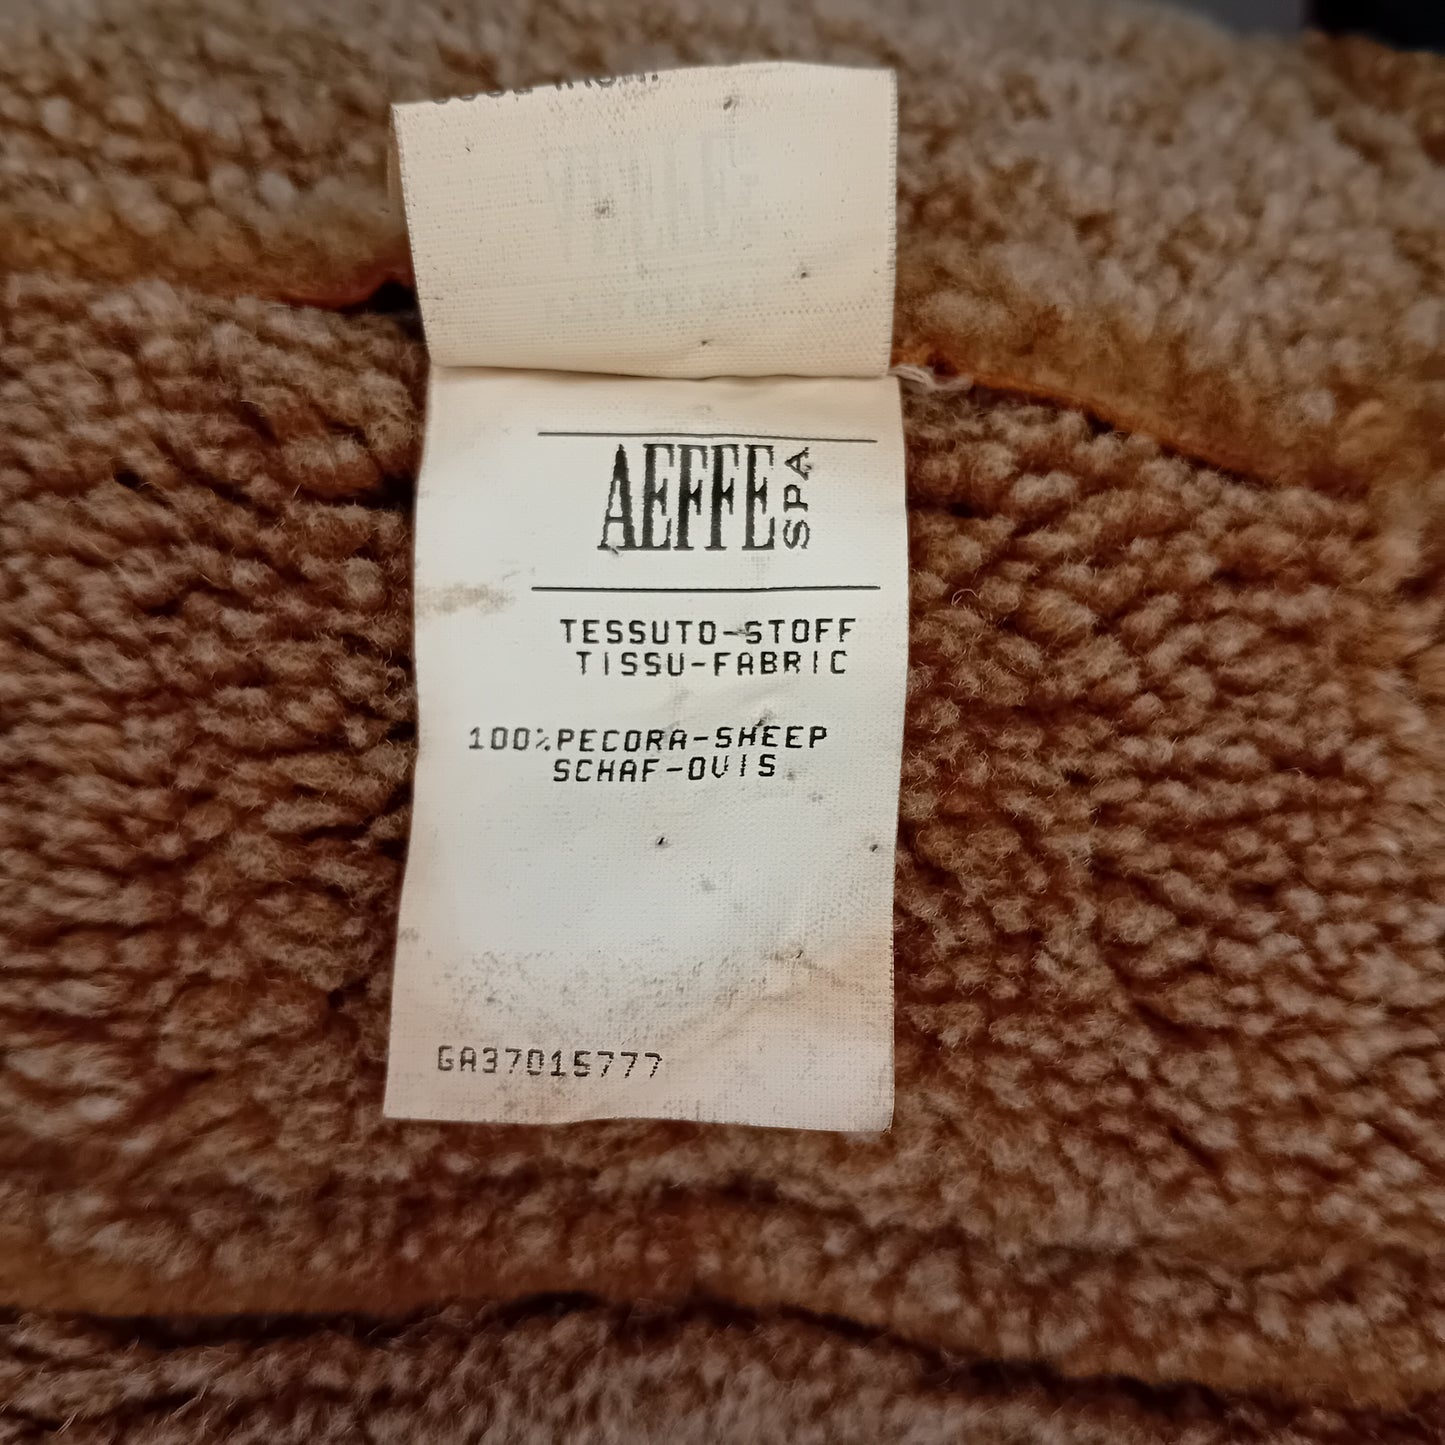 AEFFE SPA
TESSUTO-STOFF
TISSU-FABRIC
100%PECORA-SHEEP
SCHAF-OVIS
GA37015777